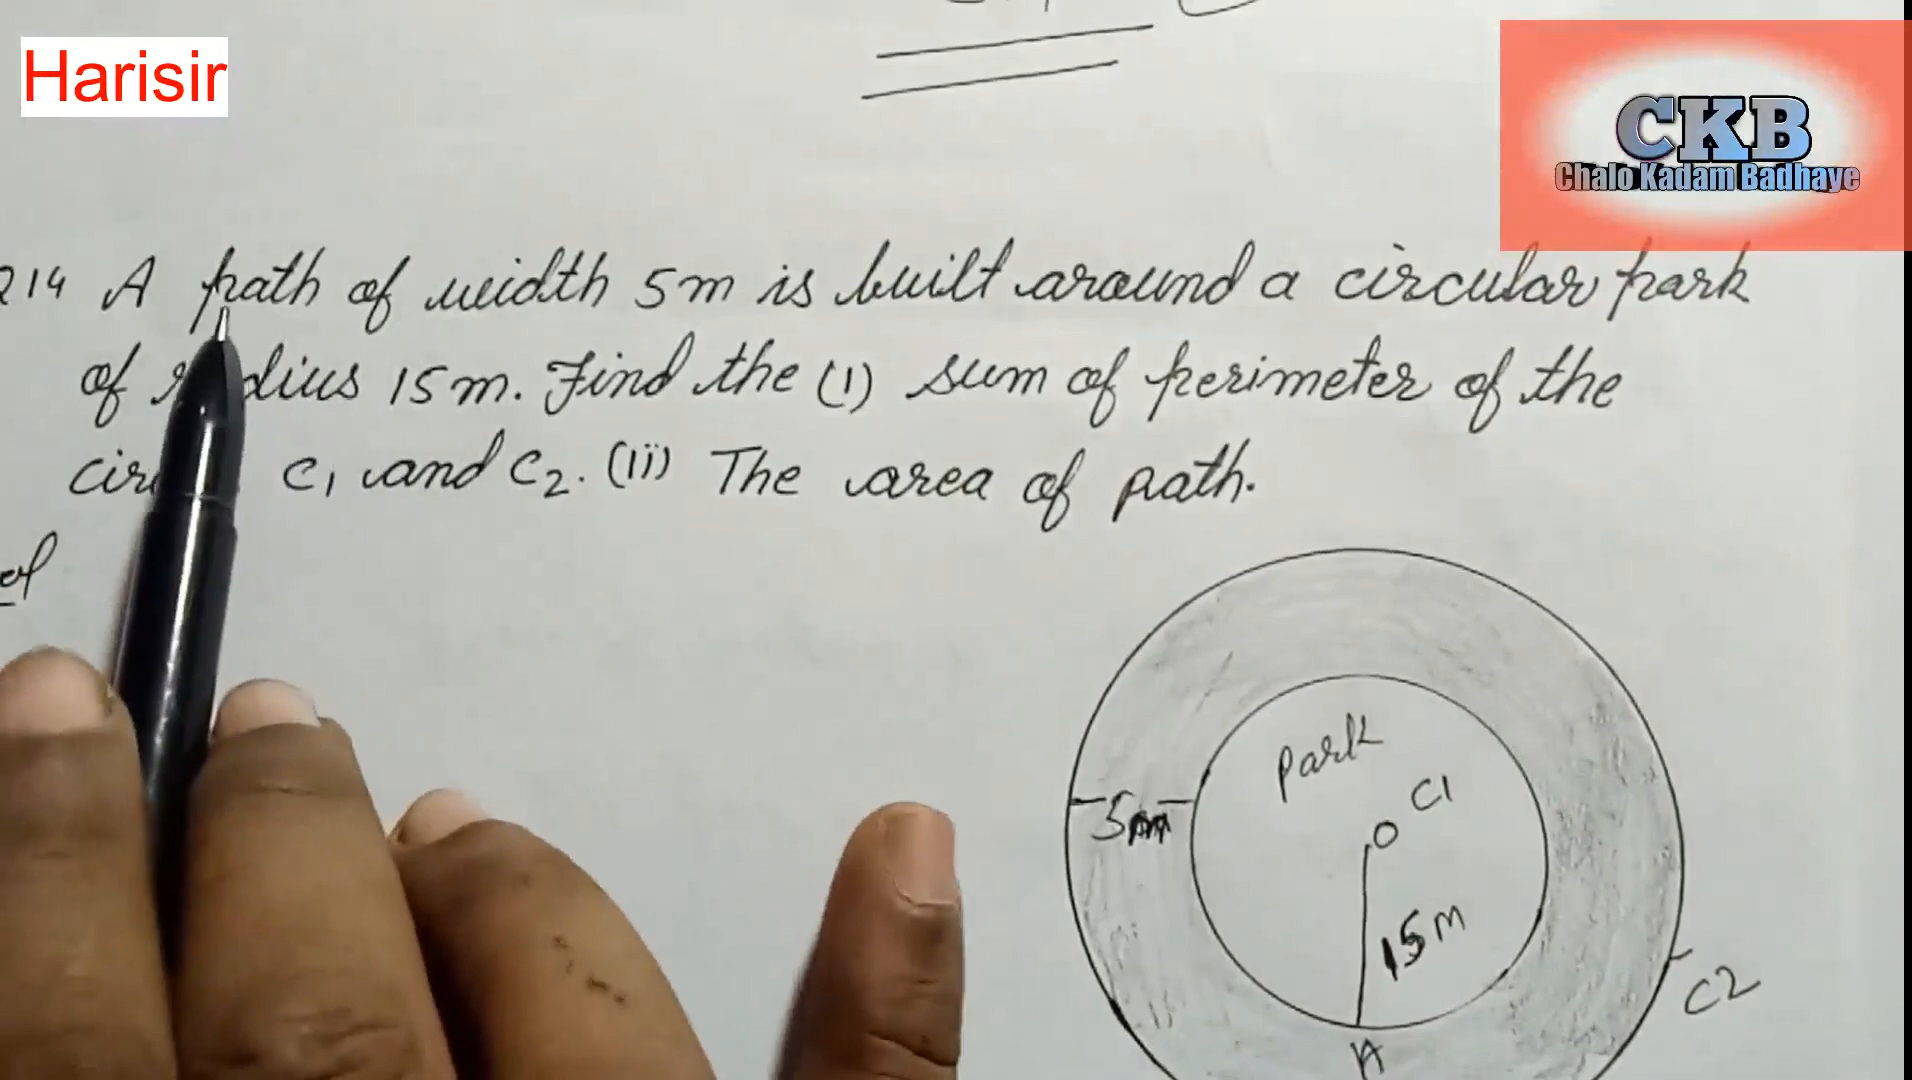 Harisir
CKB
Chalo Kadam Badhaye
214 A path of width 5m is built around a circular park
of radius 15m. Find the (1) sum of perimeter of the
C1 and C2. (ii) The area of path.
Park
C1
O
5m
15m
C2
A